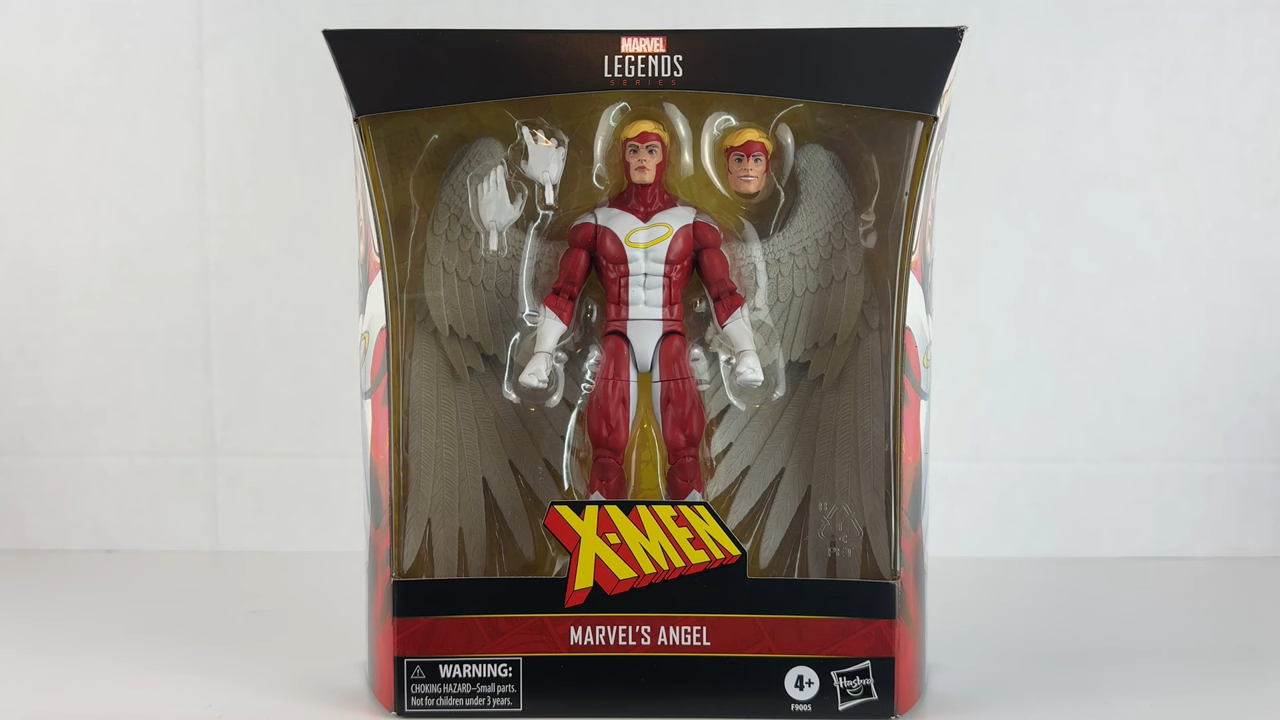 MARVEL
LEGENDS
SERIES
X-MEN
MARVEL'S ANGEL
WARNING:
CHOKING HAZARD–Small parts.
Not for children under 3 years.
4+
F9005
Hasbro